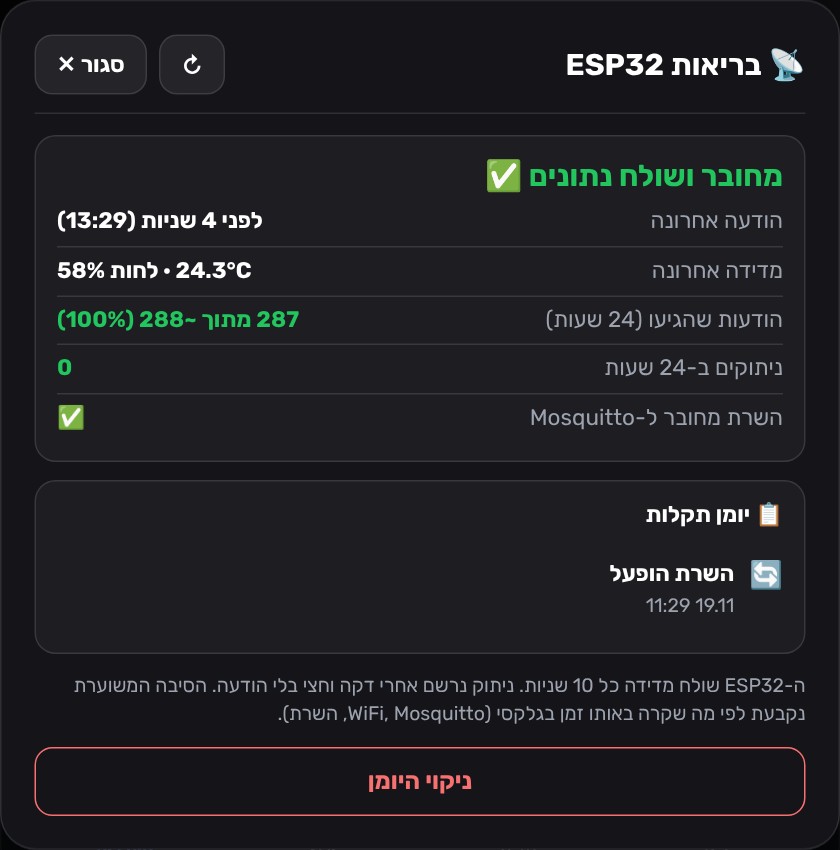 📡 בריאות ESP32
↻
סגור ✕
מחובר ושולח נתונים ✅
הודעה אחרונה
לפני 4 שניות (13:29)
מדידה אחרונה
24.3°C • לחות 58%
הודעות שהגיעו (24 שעות)
287 מתוך ~288 (100%)
ניתוקים ב-24 שעות
0
השרת מחובר ל-Mosquitto
✅
📋 יומן תקלות
🔄 השרת הופעל
19.11 11:29
ה-ESP32 שולח מדידה כל 10 שניות. ניתוק נרשם אחרי דקה וחצי בלי הודעה. הסיבה המשוערת
נקבעת לפי מה שקרה באותו זמן בגלקסי (WiFi, Mosquitto, השרת).
ניקוי היומן